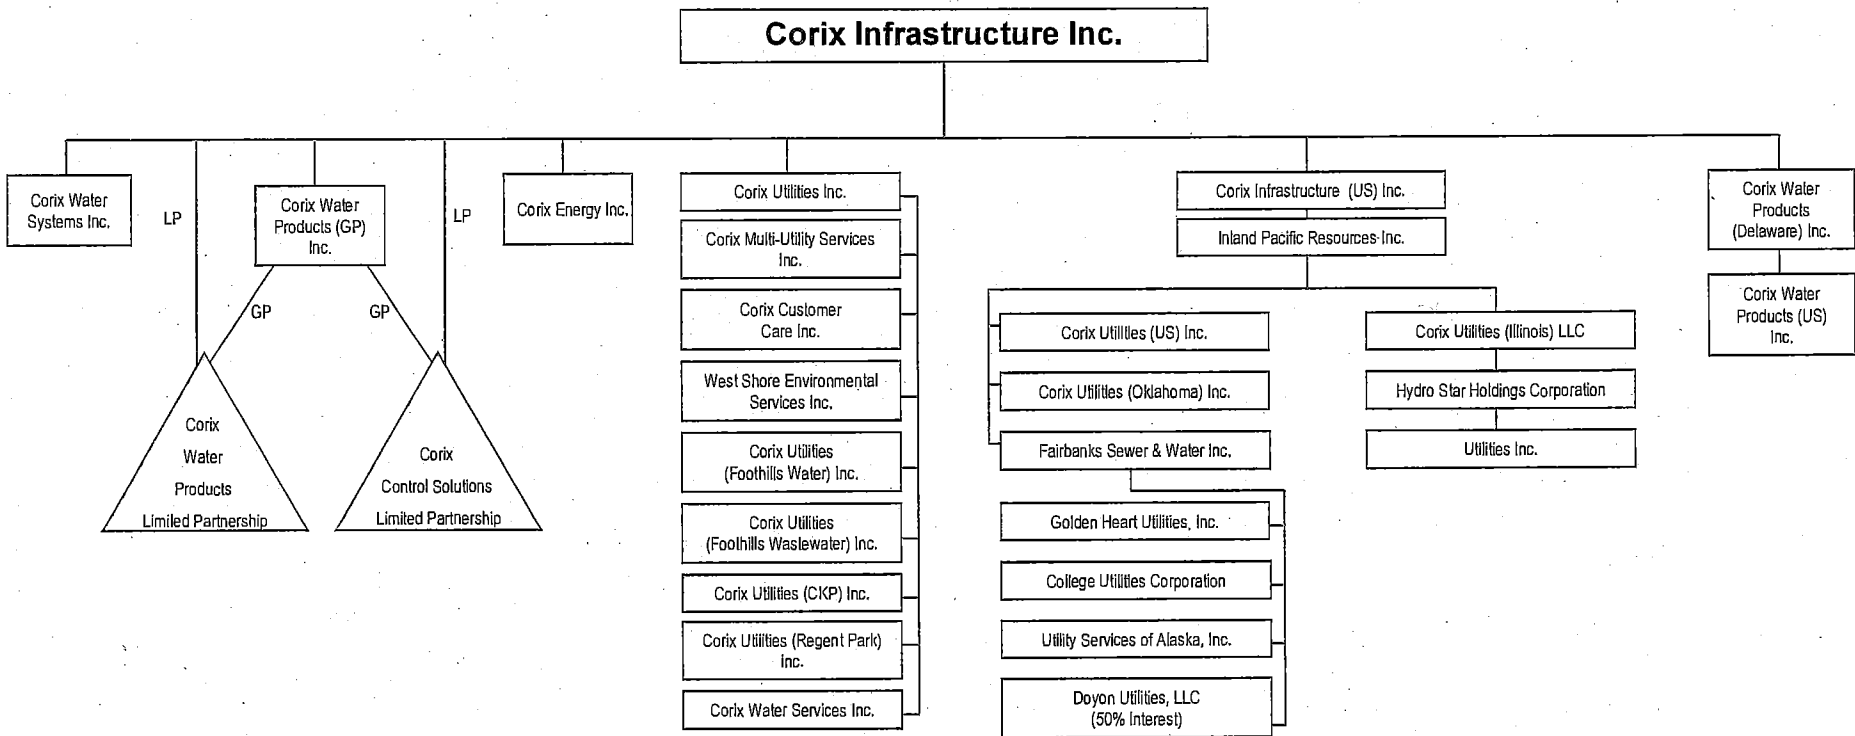 Corix Infrastructure Inc.
Corix Water
Systems Inc.
LP
Corix Water
Products (GP)
Inc.
LP
Corix Energy Inc.
GP
GP
Corix
Water
Products
Limited Partnership
Corix
Control Solutions
Limited Partnership
Corix Utilities Inc.
Corix Multi-Utility Services
Inc.
Corix Customer
Care Inc.
West Shore Environmental
Services Inc.
Corix Utilities
(Foothills Water) Inc.
Corix Utilities
(Foothills Wastewater) Inc.
Corix Utilities (CKP) Inc.
Corix Utilities (Regent Park)
Inc.
Corix Water Services Inc.
Corix Infrastructure (US) Inc.
Inland Pacific Resources Inc.
Corix Utilities (US) Inc.
Corix Utilities (Oklahoma) Inc.
Fairbanks Sewer & Water Inc.
Golden Heart Utilities, Inc.
College Utilities Corporation
Utility Services of Alaska, Inc.
Doyon Utilities, LLC
(50% Interest)
Corix Utilities (Illinois) LLC
Hydro Star Holdings Corporation
Utilities Inc.
Corix Water
Products
(Delaware) Inc.
Corix Water
Products (US)
Inc.